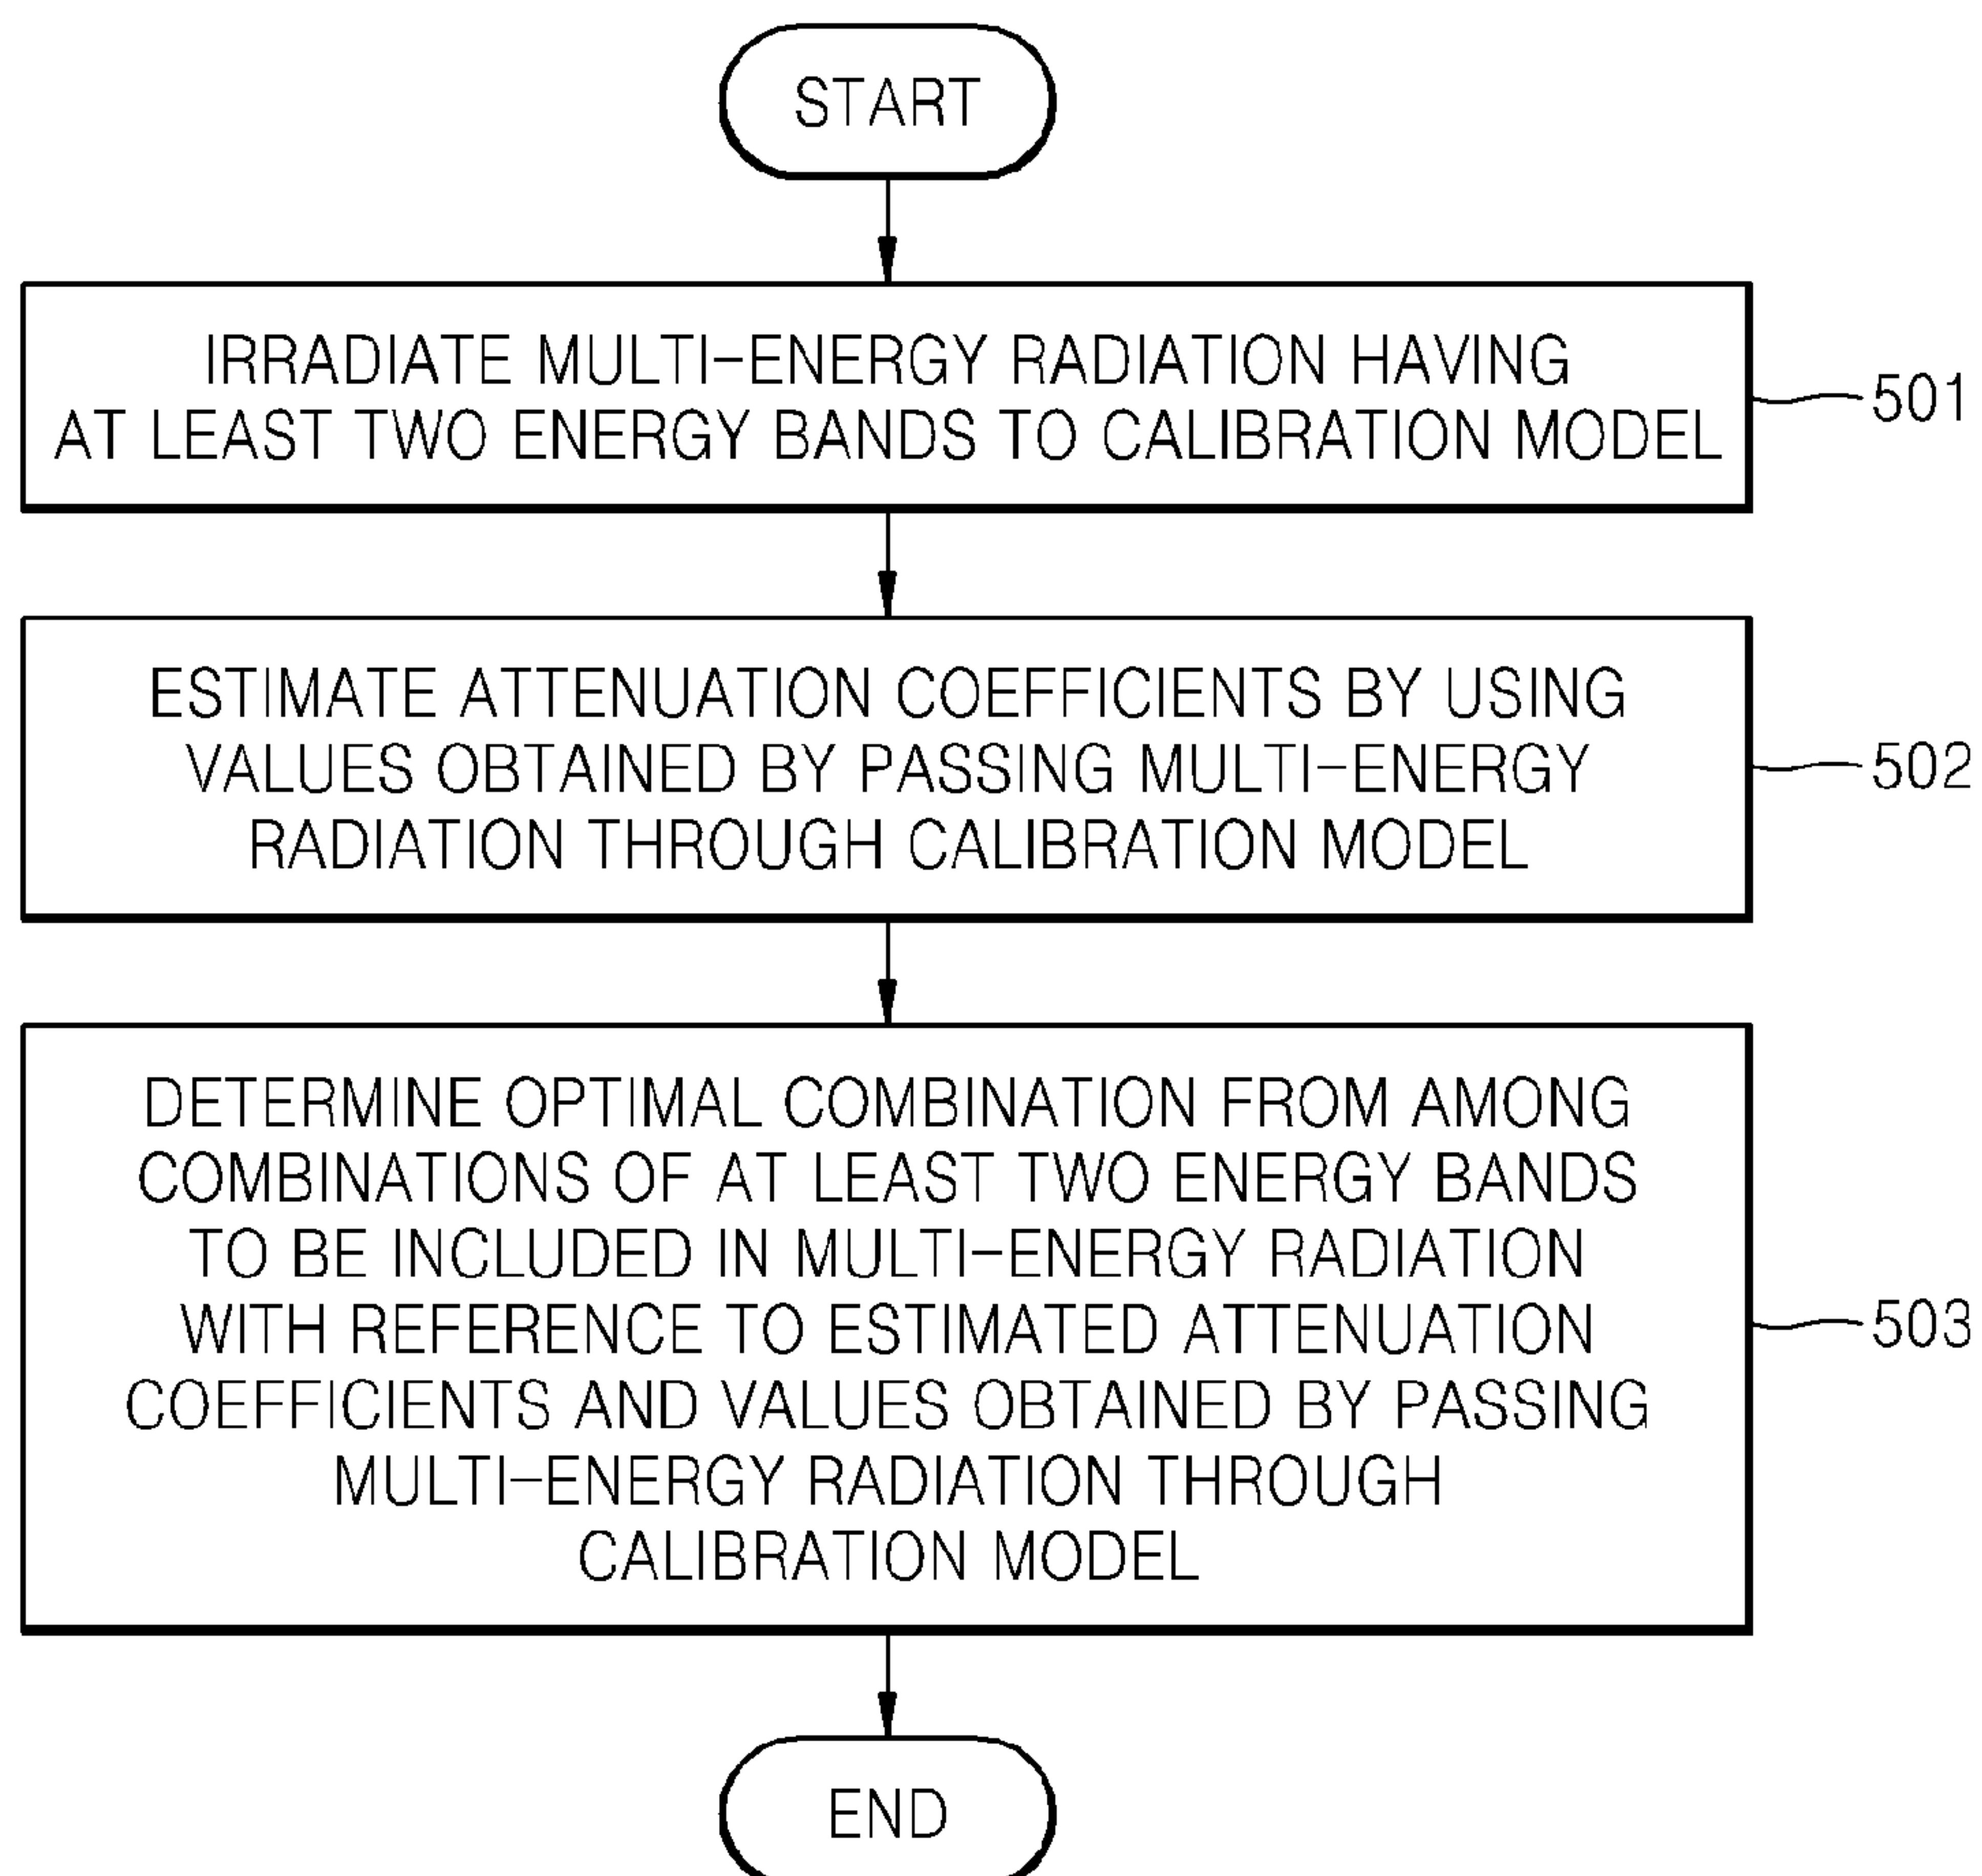 START
IRRADIATE MULTI-ENERGY RADIATION HAVING
AT LEAST TWO ENERGY BANDS TO CALIBRATION MODEL
501
ESTIMATE ATTENUATION COEFFICIENTS BY USING
VALUES OBTAINED BY PASSING MULTI-ENERGY
RADIATION THROUGH CALIBRATION MODEL
502
DETERMINE OPTIMAL COMBINATION FROM AMONG
COMBINATIONS OF AT LEAST TWO ENERGY BANDS
TO BE INCLUDED IN MULTI-ENERGY RADIATION
WITH REFERENCE TO ESTIMATED ATTENUATION
COEFFICIENTS AND VALUES OBTAINED BY PASSING
MULTI-ENERGY RADIATION THROUGH
CALIBRATION MODEL
503
END